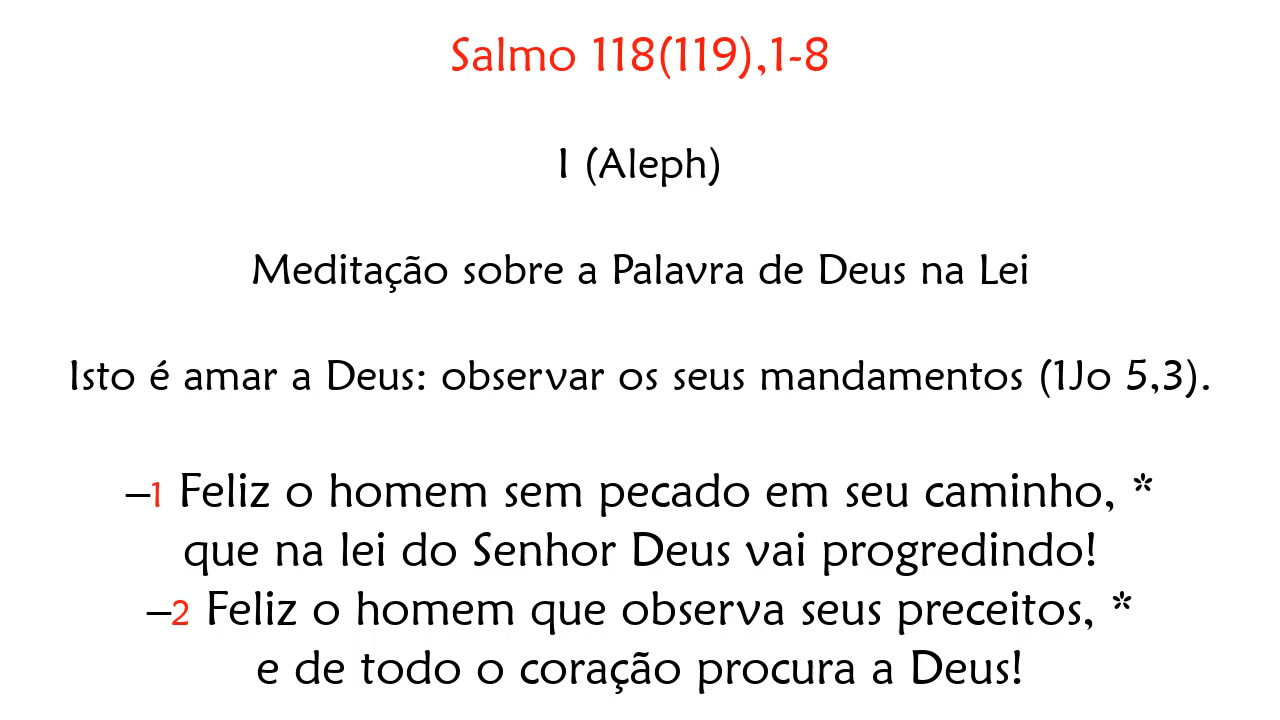 Salmo 118(119),1-8
I (Aleph)
Meditação sobre a Palavra de Deus na Lei
Isto é amar a Deus: observar os seus mandamentos (1Jo 5,3).
–1 Feliz o homem sem pecado em seu caminho, *
que na lei do Senhor Deus vai progredindo!
–2 Feliz o homem que observa seus preceitos, *
e de todo o coração procura a Deus!